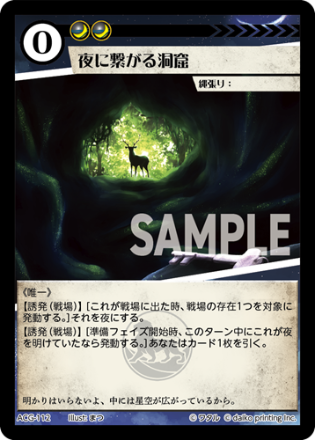 0
夜に繋がる洞窟
縄張り：
SAMPLE
《唯一》
【誘発（戦場）】[これが戦場に出た時、戦場の存在1つを対象に
発動する。]それを夜にする。
【誘発（戦場）】[準備フェイズ開始時、このターン中にこれが夜
を明けていたなら発動する。]あなたはカード1枚を引く。
明かりはいらないよ、中には星空が広がっているから。
ACG-112 Illust: まつ © ワタル © daiko printing inc.